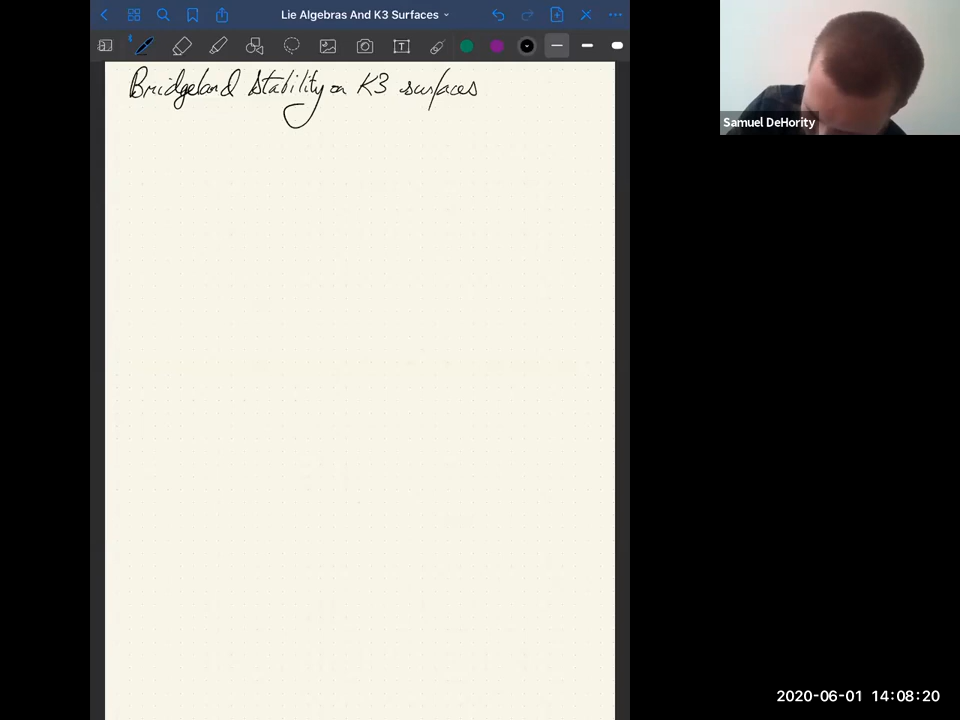 Lie Algebras And K3 Surfaces
T
Bridgeland Stability on K3 surfaces
Samuel DeHority
2020-06-01 14:08:20